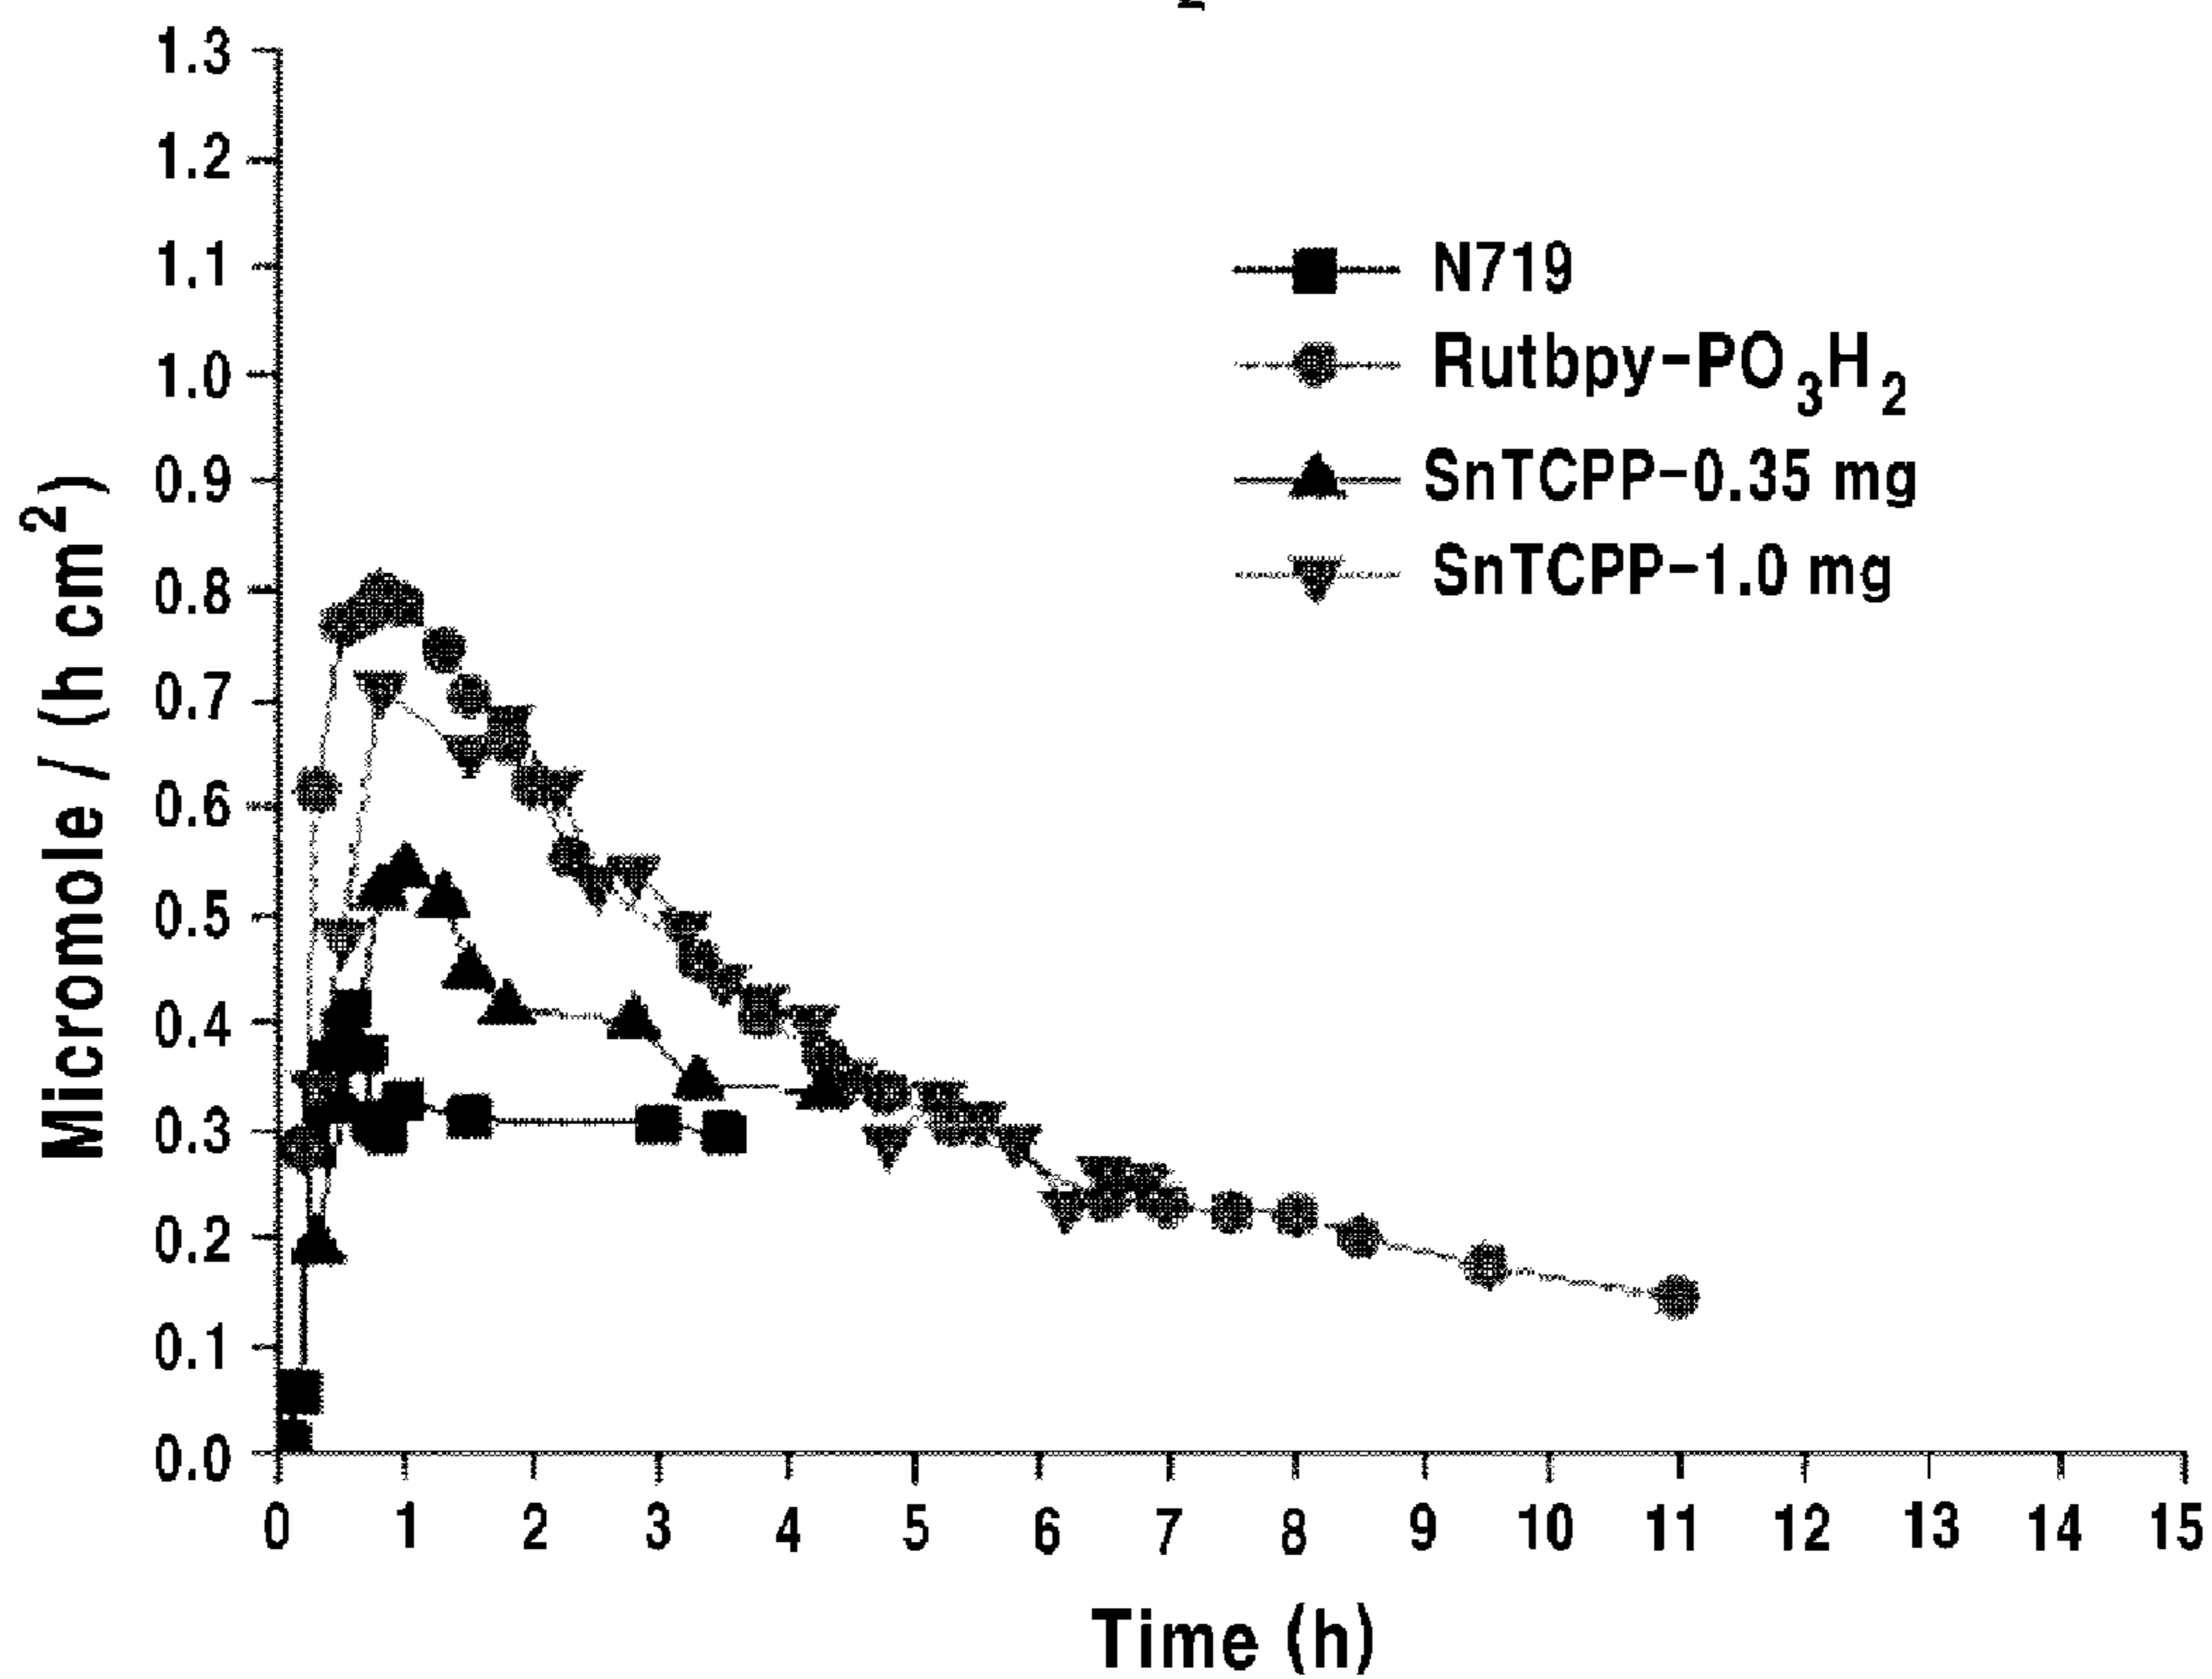 1.3
1.2
1.1
1.0
0.9
0.8
0.7
0.6
0.5
0.4
0.3
0.2
0.1
0.0
Micromole / (h cm²)
N719
Rutbpy-PO₃H₂
SnTCPP-0.35 mg
SnTCPP-1.0 mg
0 1 2 3 4 5 6 7 8 9 10 11 12 13 14 15
Time (h)